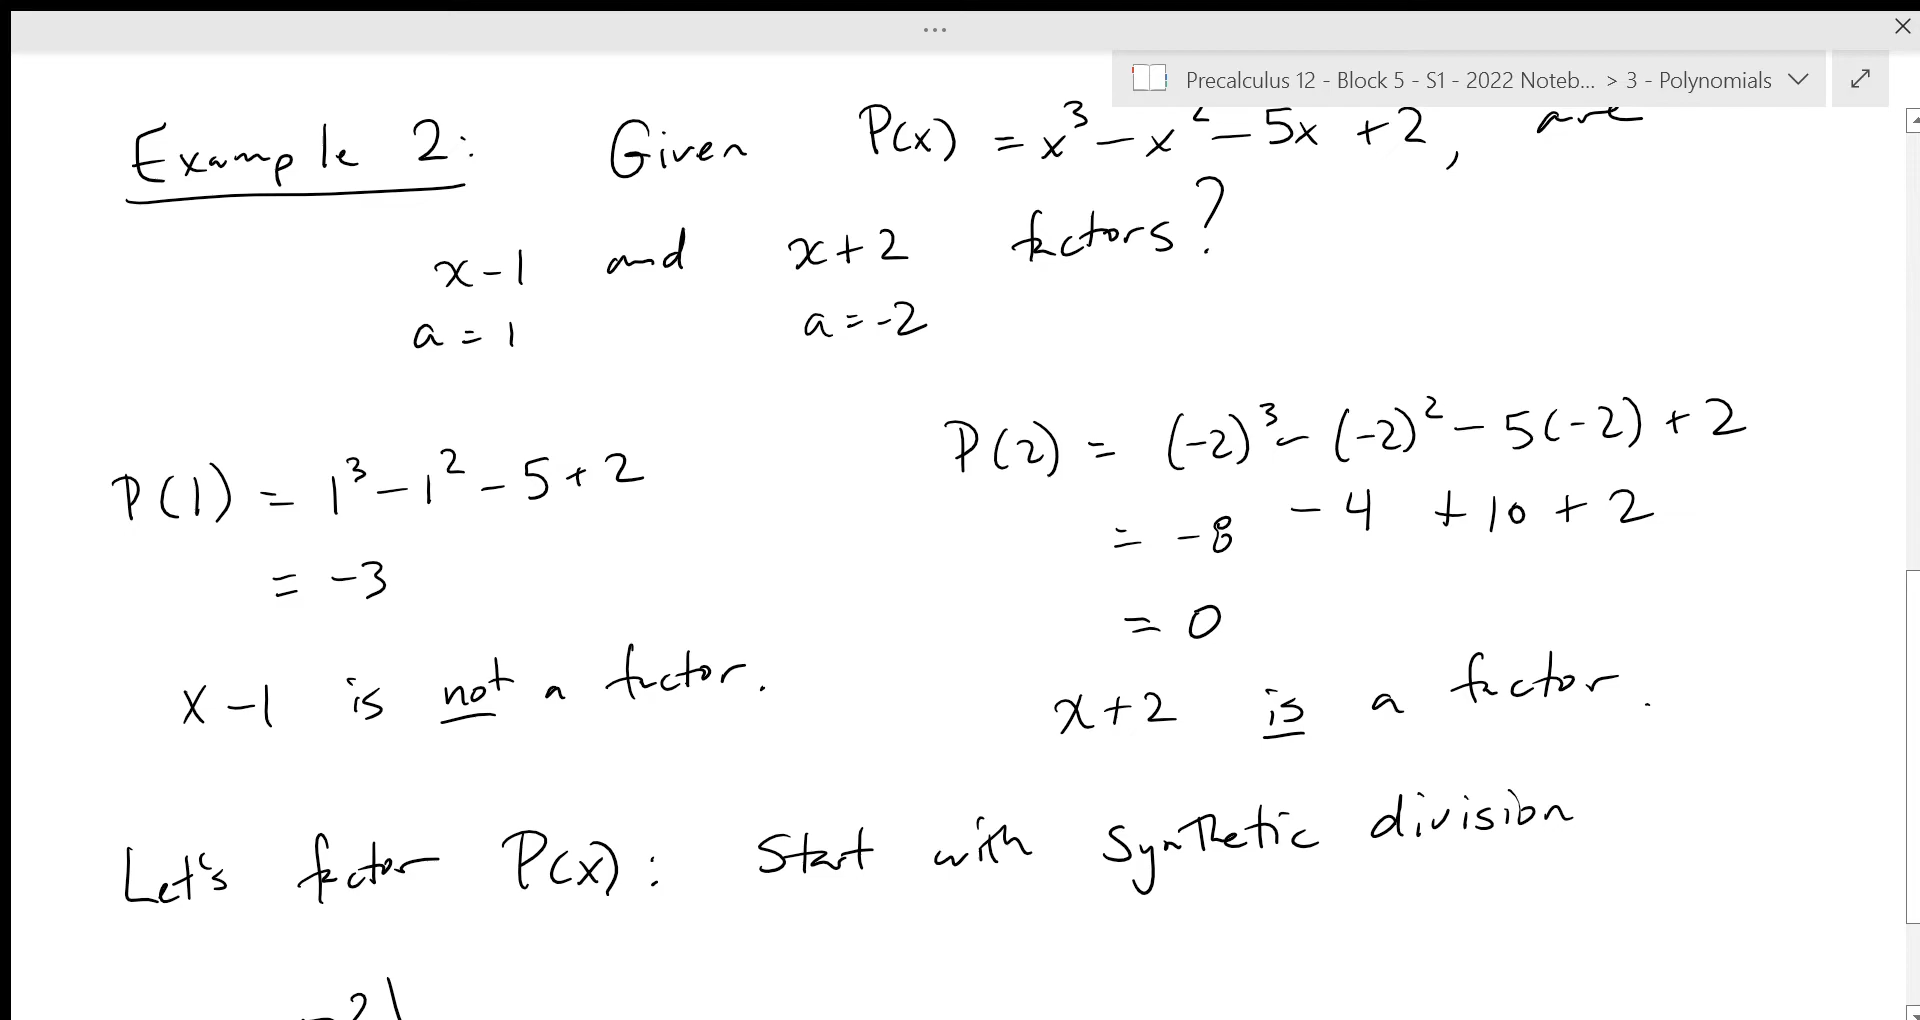 ...
Precalculus 12 - Block 5 - S1 - 2022 Noteb... > 3 - Polynomials
Example 2: Given P(x) = x³ - x² - 5x + 2, are
x - 1 and x + 2 factors?
a = 1 a = -2
P(1) = 1³ - 1² - 5 + 2
= -3
x - 1 is not a factor.
P(2) = (-2)³ - (-2)² - 5(-2) + 2
= -8 - 4 + 10 + 2
= 0
x + 2 is a factor.
Let's factor P(x): Start with synthetic division
-2